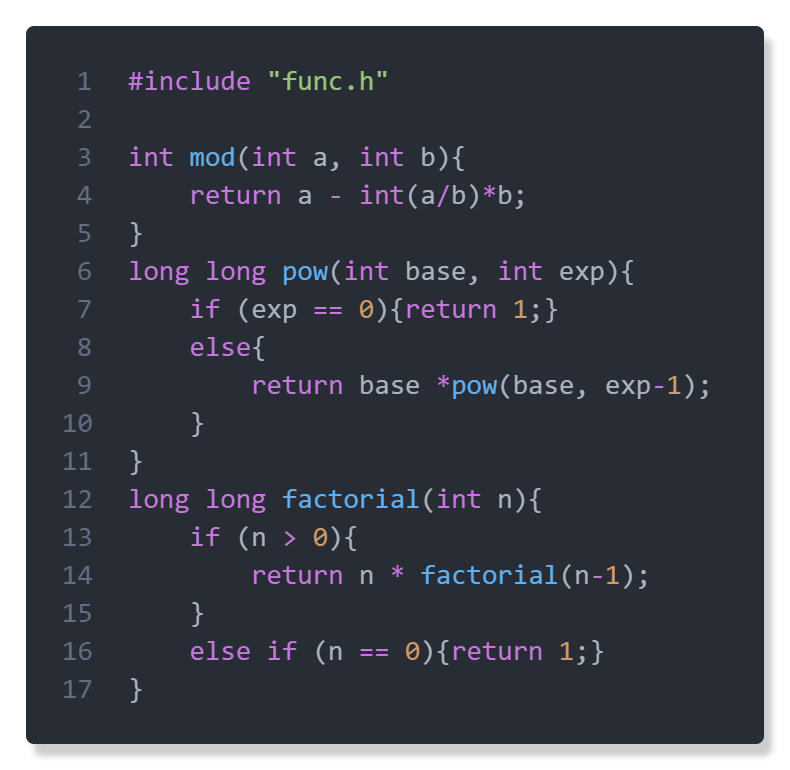 1 #include "func.h"
2
3 int mod(int a, int b){
4     return a - int(a/b)*b;
5 }
6 long long pow(int base, int exp){
7     if (exp == 0){return 1;}
8     else{
9         return base *pow(base, exp-1);
10     }
11 }
12 long long factorial(int n){
13     if (n > 0){
14         return n * factorial(n-1);
15     }
16     else if (n == 0){return 1;}
17 }